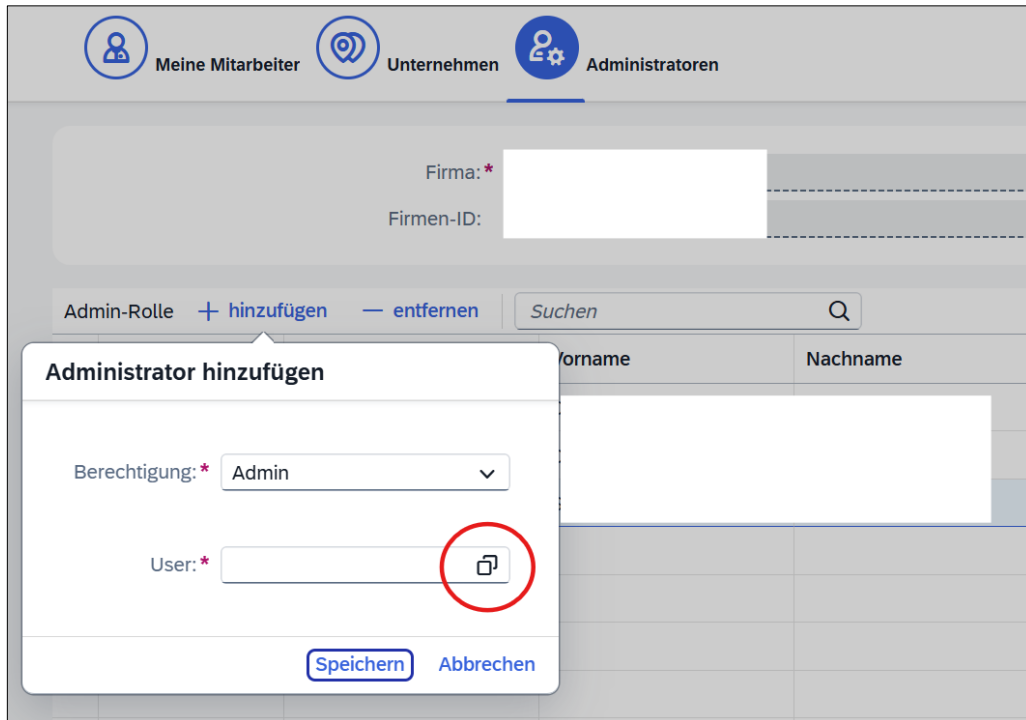 Meine Mitarbeiter
Unternehmen
Administratoren
Firma:*
Firmen-ID:
Admin-Rolle + hinzufügen — entfernen Suchen
Vorname Nachname
Administrator hinzufügen
Berechtigung:* Admin
User:*
Speichern Abbrechen